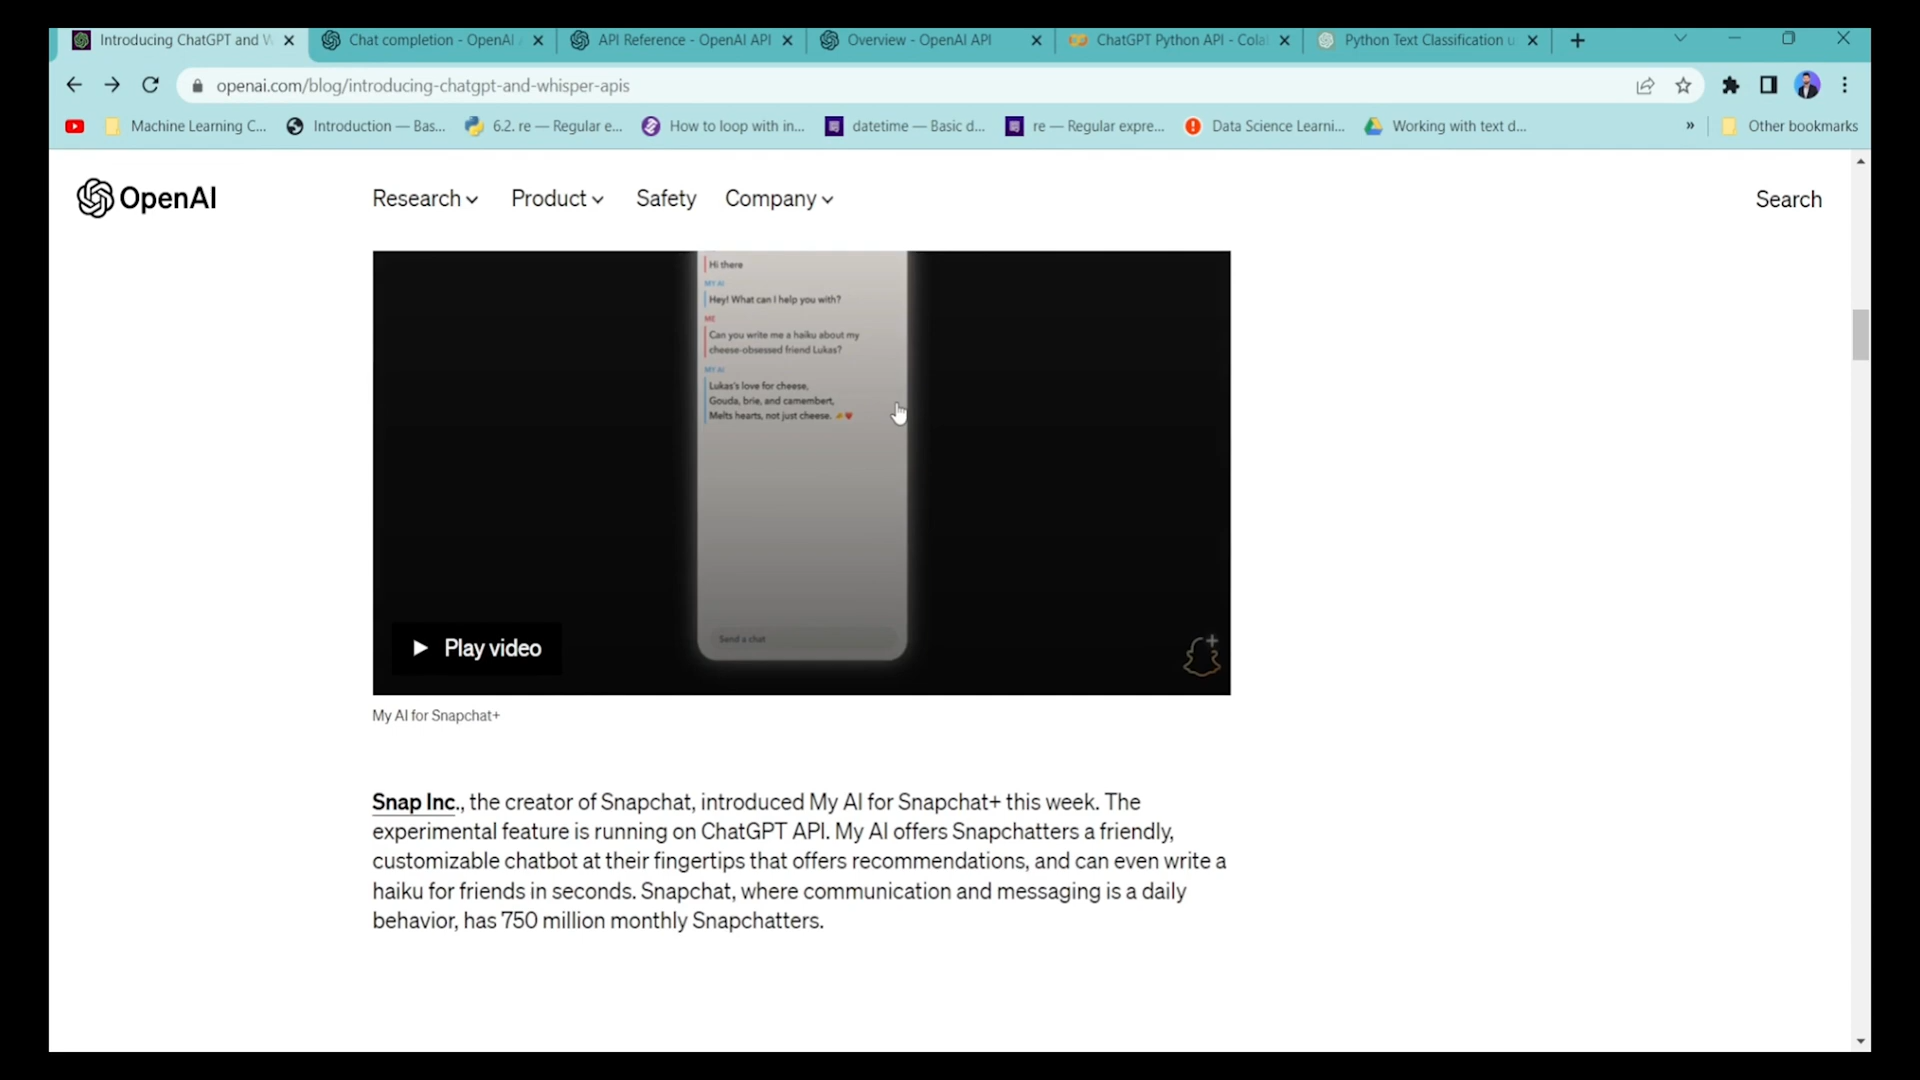 Introducing ChatGPT and W
Chat completion - OpenAI
API Reference - OpenAI API
Overview - OpenAI API
ChatGPT Python API - Cola
Python Text Classification u
openai.com/blog/introducing-chatgpt-and-whisper-apis
Machine Learning C...
Introduction — Bas...
6.2. re — Regular e...
How to loop with in...
datetime — Basic d...
re — Regular expre...
Data Science Learni...
Working with text d...
»
Other bookmarks
OpenAI
Research
Product
Safety
Company
Search
Hi there
MY AI
Hey! What can I help you with?
ME
Can you write me a haiku about my
cheese-obsessed friend Lukas?
MY AI
Lukas's love for cheese,
Gouda, brie, and camembert,
Melts hearts, not just cheese. 🧀❤️
Send a chat
Play video
My AI for Snapchat+
Snap Inc., the creator of Snapchat, introduced My AI for Snapchat+ this week. The
experimental feature is running on ChatGPT API. My AI offers Snapchatters a friendly,
customizable chatbot at their fingertips that offers recommendations, and can even write a
haiku for friends in seconds. Snapchat, where communication and messaging is a daily
behavior, has 750 million monthly Snapchatters.